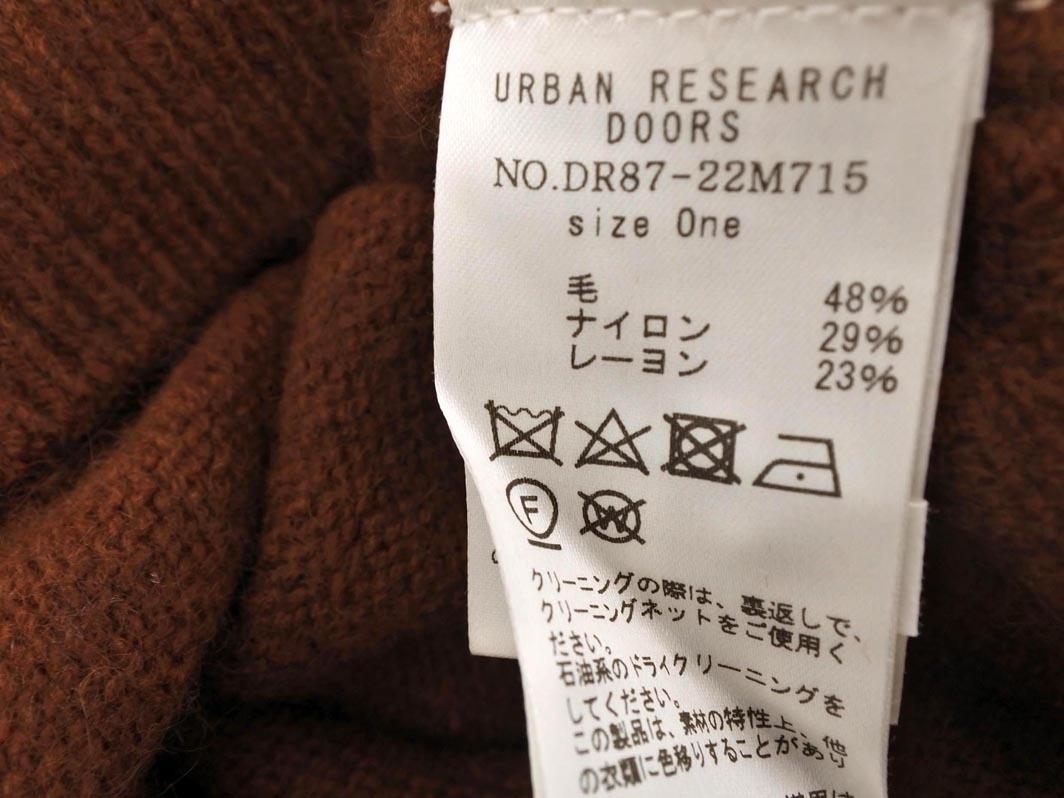 URBAN RESEARCH
DOORS
NO.DR87-22M715
size One
毛 48%
ナイロン 29%
レーヨン 23%
F W
クリーニングの際は、裏返しで、
クリーニングネットをご使用く
ださい。
石油系のドライクリーニングを
してください。
この製品は、素材の特性上、他
の衣類に色移りすることがあり